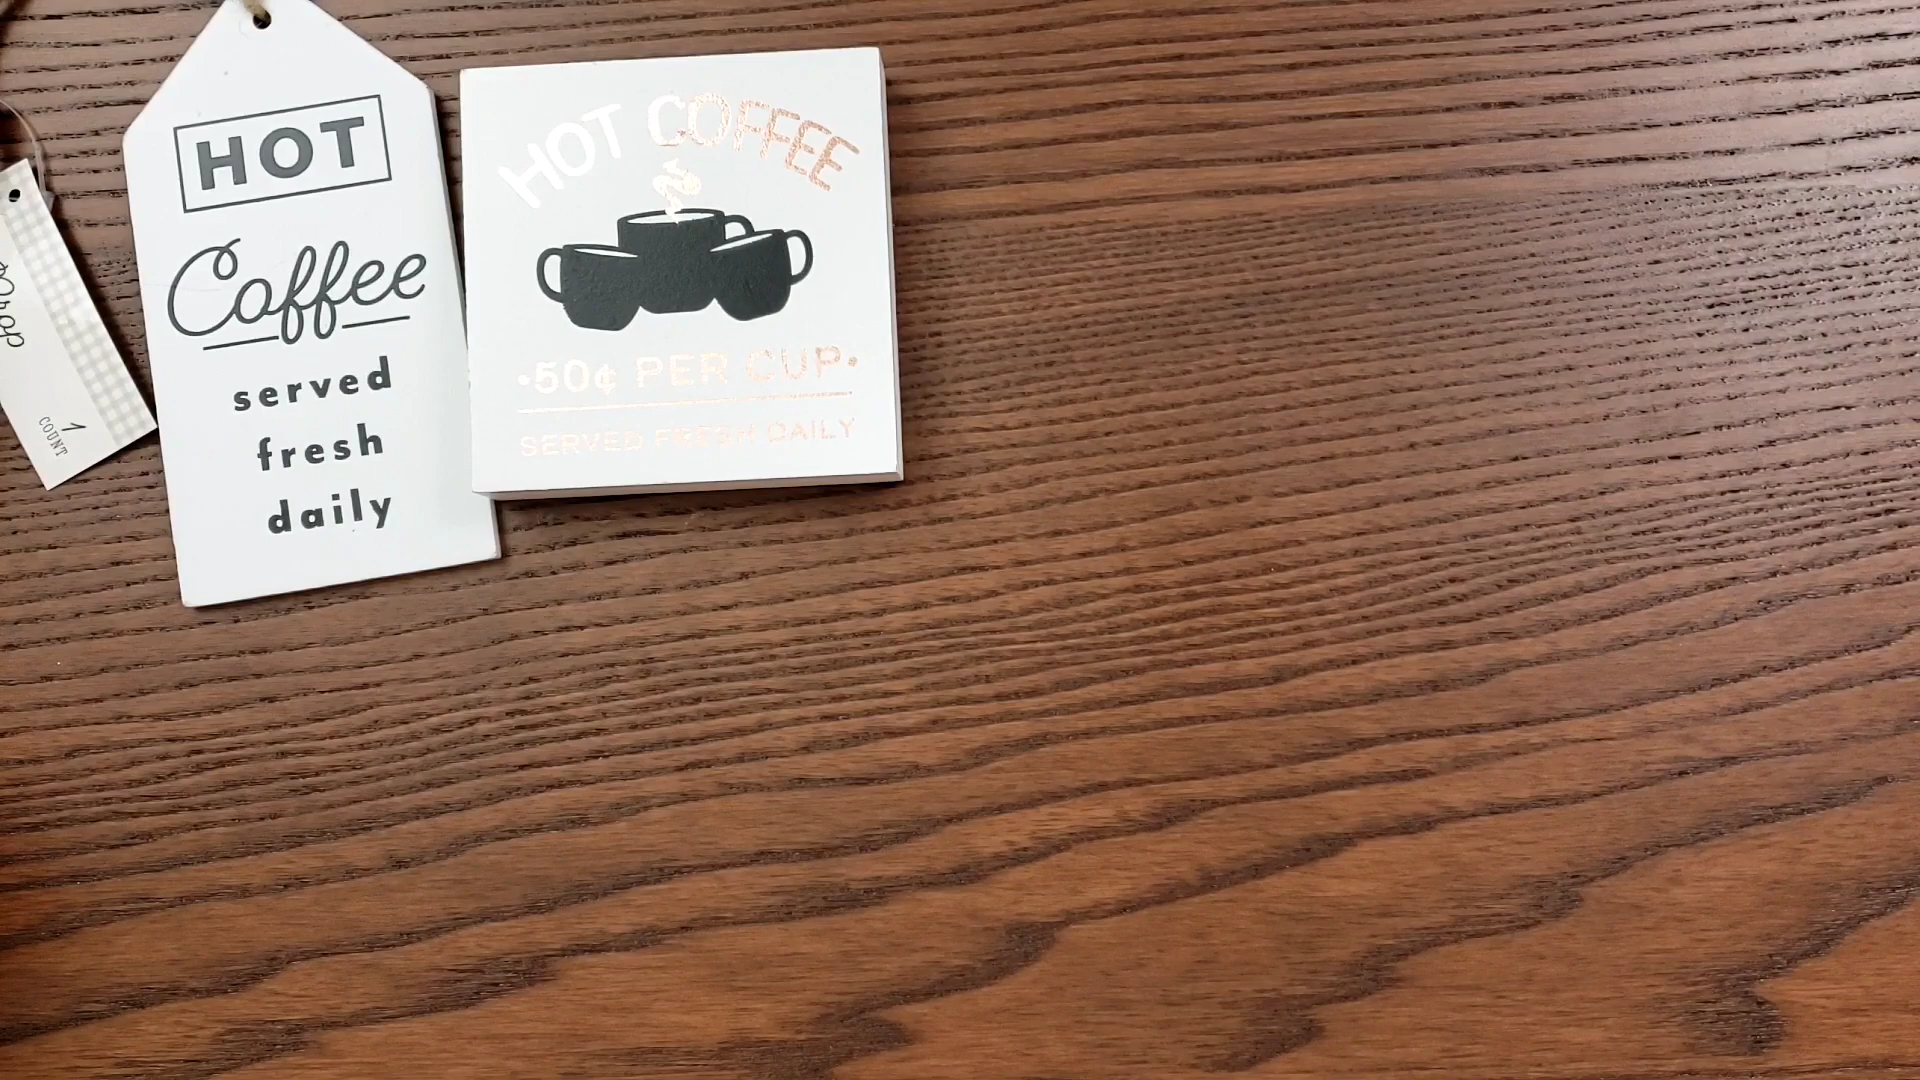 HOT
Coffee
served
fresh
daily
HOT COFFEE
•50¢ PER CUP•
SERVED FRESH DAILY
1
COUNT